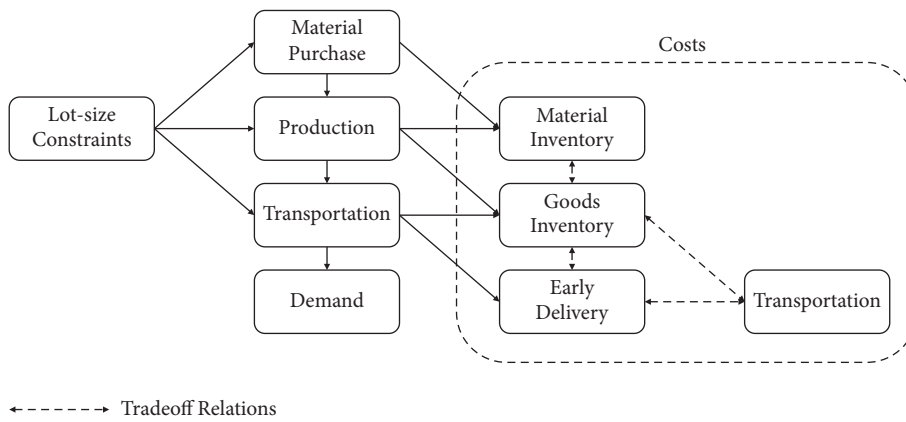 Material
Purchase
Costs
Lot-size
Constraints
Production
Material
Inventory
Transportation
Goods
Inventory
Demand
Early
Delivery
Transportation
Tradeoff Relations